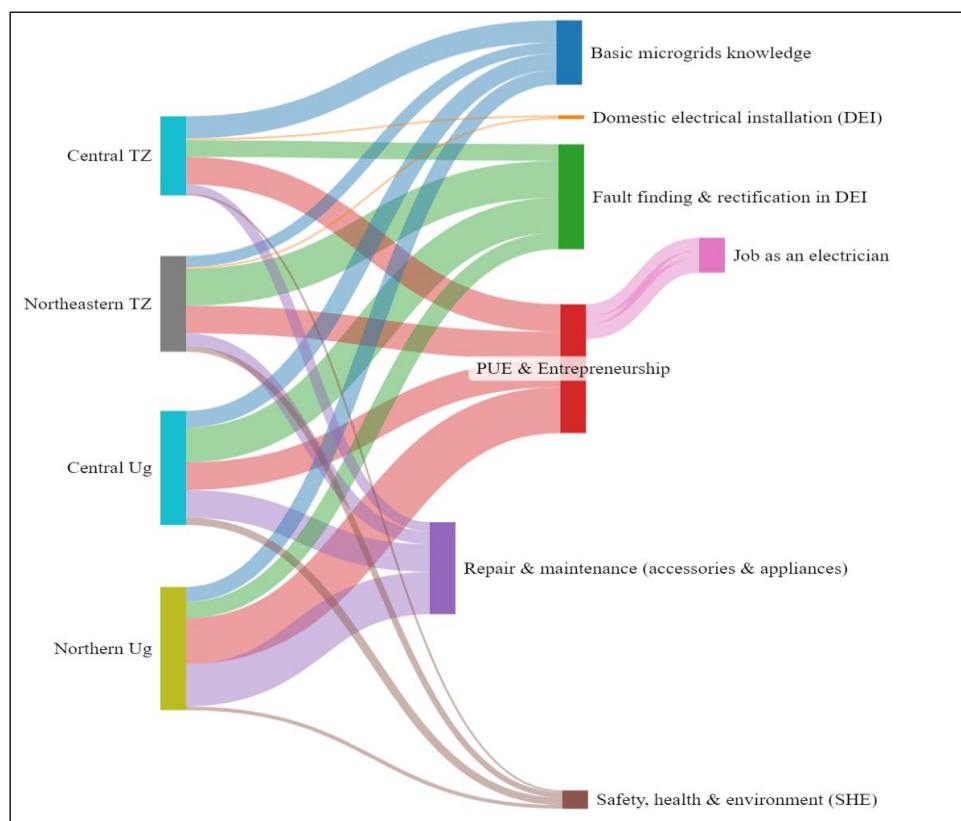 Basic microgrids knowledge
Domestic electrical installation (DEI)
Central TZ
Fault finding & rectification in DEI
Job as an electrician
Northeastern TZ
PUE & Entrepreneurship
Central Ug
Repair & maintenance (accessories & appliances)
Northern Ug
Safety, health & environment (SHE)